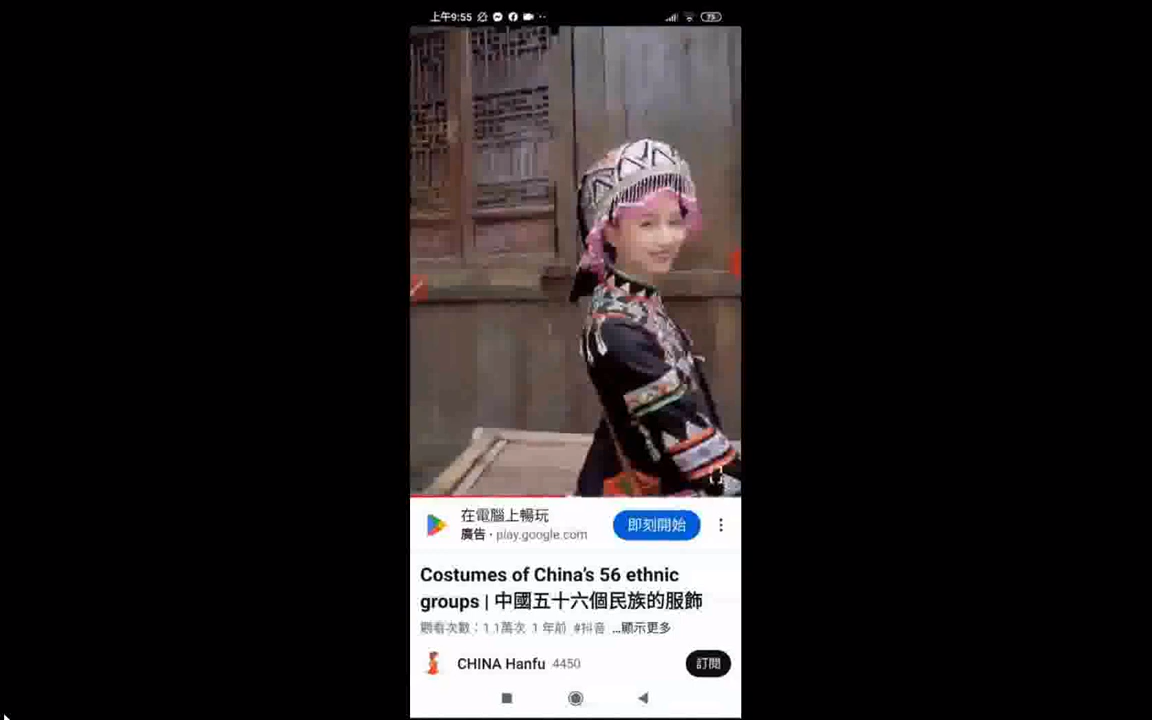 上午9:55
73
在電腦上暢玩
廣告 · play.google.com
即刻開始
Costumes of China's 56 ethnic
groups | 中國五十六個民族的服飾
觀看次數：1.1萬次 1 年前 #抖音 ...顯示更多
CHINA Hanfu 4450
訂閱